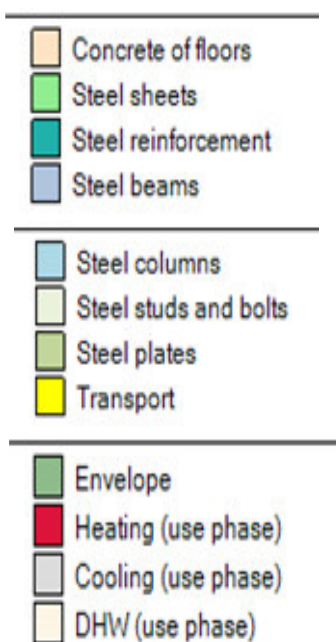 Concrete of floors
Steel sheets
Steel reinforcement
Steel beams
Steel columns
Steel studs and bolts
Steel plates
Transport
Envelope
Heating (use phase)
Cooling (use phase)
DHW (use phase)